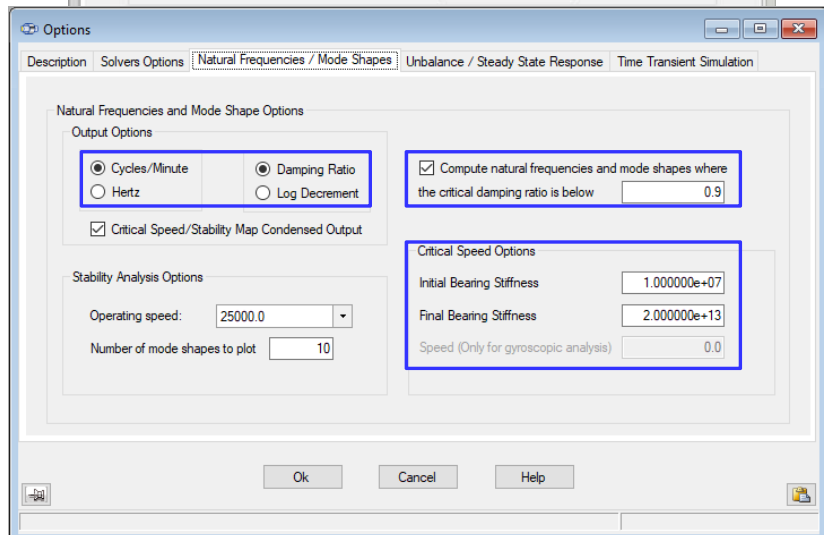 Options
Description Solvers Options Natural Frequencies / Mode Shapes Unbalance / Steady State Response Time Transient Simulation
Natural Frequencies and Mode Shape Options
Output Options
Cycles/Minute Damping Ratio
Hertz Log Decrement
Critical Speed/Stability Map Condensed Output
Compute natural frequencies and mode shapes where
the critical damping ratio is below 0.9
Stability Analysis Options
Operating speed: 25000.0
Number of mode shapes to plot 10
Critical Speed Options
Initial Bearing Stiffness 1.000000e+07
Final Bearing Stiffness 2.000000e+13
Speed (Only for gyroscopic analysis) 0.0
Ok Cancel Help